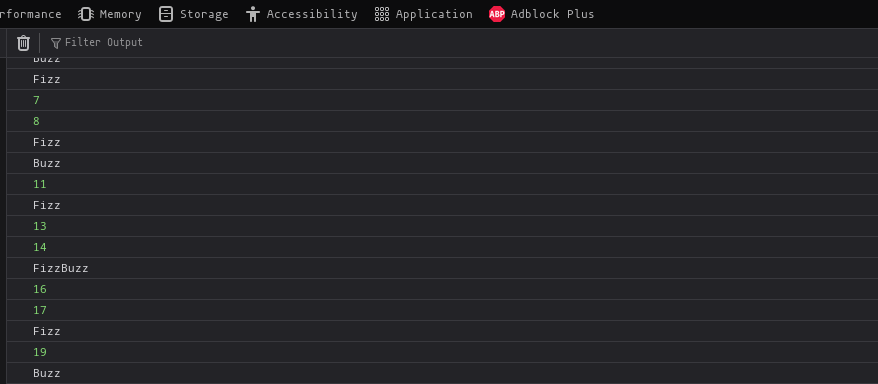 rformance Memory Storage Accessibility Application ABP Adblock Plus
Filter Output
Buzz
Fizz
7
8
Fizz
Buzz
11
Fizz
13
14
FizzBuzz
16
17
Fizz
19
Buzz